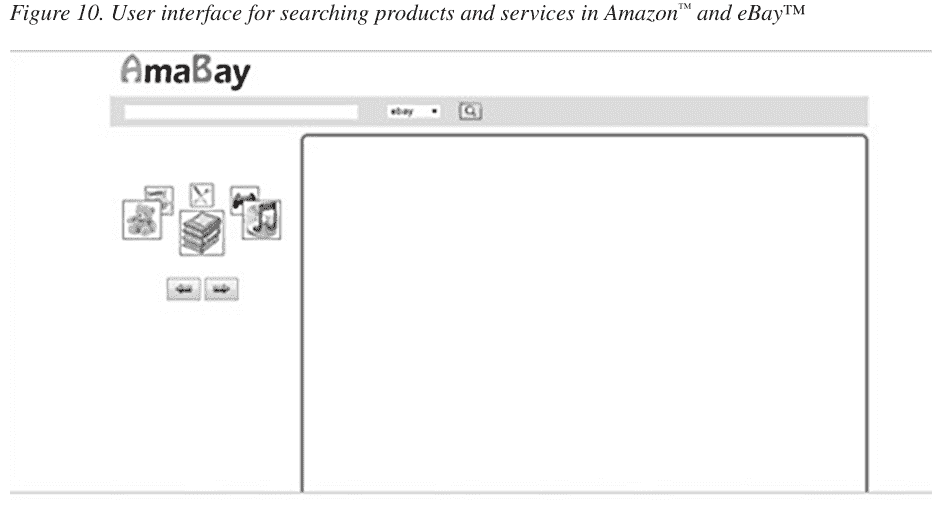 Figure 10. User interface for searching products and services in Amazon™ and eBay™
AmaBay
ebay